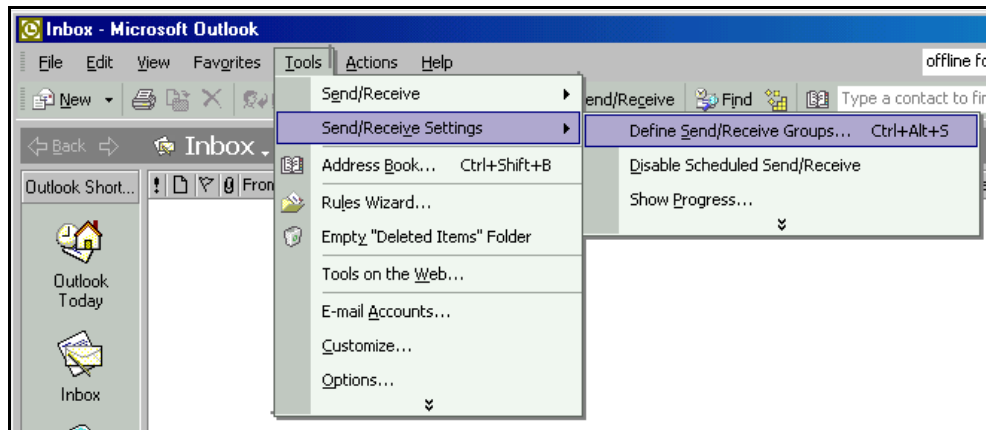 Inbox - Microsoft Outlook
File Edit View Favorites Tools Actions Help offline fo
New end/Receive Find Type a contact to fin
Back Inbox.
Outlook Short... ! From
Send/Receive
Send/Receive Settings
Address Book... Ctrl+Shift+B
Rules Wizard...
Empty "Deleted Items" Folder
Tools on the Web...
E-mail Accounts...
Customize...
Options...
Define Send/Receive Groups... Ctrl+Alt+S
Disable Scheduled Send/Receive
Show Progress...
Outlook
Today
Inbox